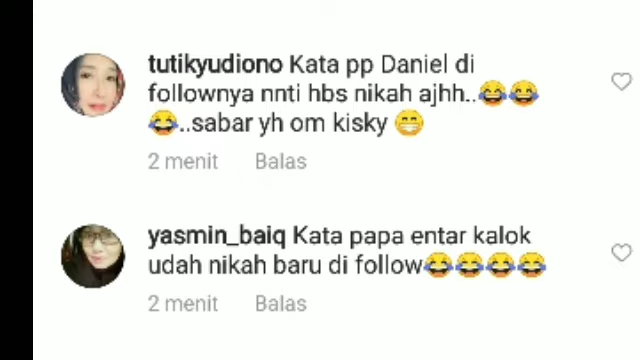 tutikyudiono Kata pp Daniel di
follownya nnti hbs nikah ajhh..😂😂
😂..sabar yh om kisky 😁
2 menit Balas
yasmin_baiq Kata papa entar kalok
udah nikah baru di follow😂😂😂😂
2 menit Balas